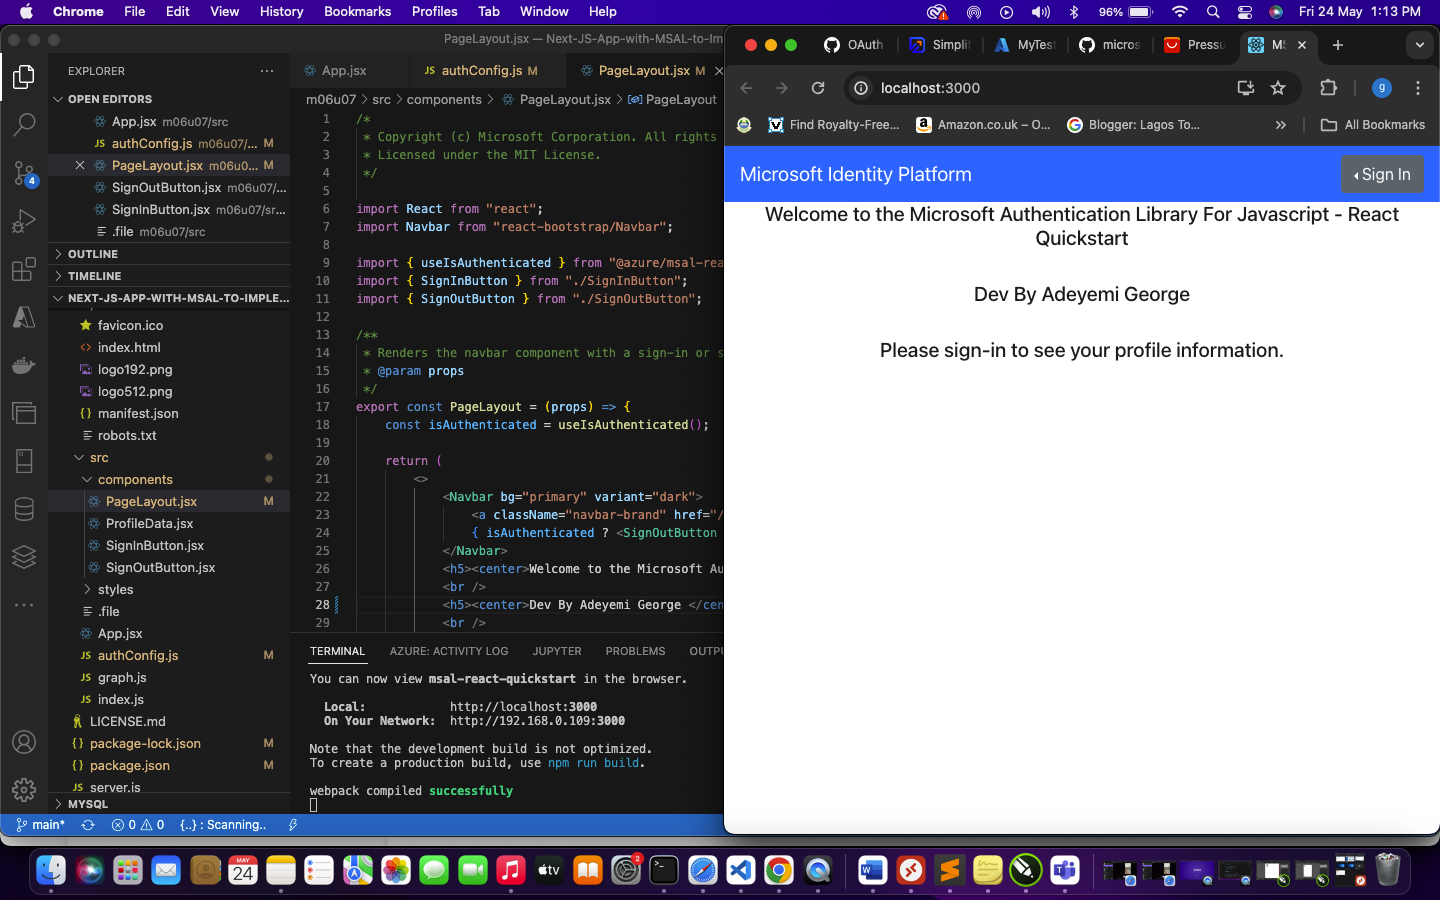 Chrome File Edit View History Bookmarks Profiles Tab Window Help 96% Fri 24 May 1:13 PM
PageLayout.jsx — Next-JS-App-with-MSAL-to-Im
EXPLORER
OPEN EDITORS
App.jsx m06u07/src
authConfig.js m06u07/... M
PageLayout.jsx m06u0... M
SignOutButton.jsx m06u07/...
SignInButton.jsx m06u07/sr...
.file m06u07/src
OUTLINE
TIMELINE
NEXT-JS-APP-WITH-MSAL-TO-IMPLE...
favicon.ico
index.html
logo192.png
logo512.png
manifest.json
robots.txt
src
components
PageLayout.jsx M
ProfileData.jsx
SignInButton.jsx
SignOutButton.jsx
styles
.file
App.jsx
authConfig.js M
graph.js
index.js
LICENSE.md
package-lock.json M
package.json M
server.js
MYSQL
4
App.jsx authConfig.js M PageLayout.jsx M
m06u07 > src > components > PageLayout.jsx > PageLayout
1 /*
2 * Copyright (c) Microsoft Corporation. All rights
3 * Licensed under the MIT License.
4 */
5
6 import React from "react";
7 import Navbar from "react-bootstrap/Navbar";
8
9 import { useIsAuthenticated } from "@azure/msal-rea
10 import { SignInButton } from "./SignInButton";
11 import { SignOutButton } from "./SignOutButton";
12
13 /**
14 * Renders the navbar component with a sign-in or s
15 * @param props
16 */
17 export const PageLayout = (props) => {
18 const isAuthenticated = useIsAuthenticated();
19
20 return (
21 <>
22 <Navbar bg="primary" variant="dark">
23 <a className="navbar-brand" href="/
24 { isAuthenticated ? <SignOutButton
25 </Navbar>
26 <h5><center>Welcome to the Microsoft Au
27 <br />
28 <h5><center>Dev By Adeyemi George </cen
29 <br />
TERMINAL AZURE: ACTIVITY LOG JUPYTER PROBLEMS OUTPU
You can now view msal-react-quickstart in the browser.
Local: http://localhost:3000
On Your Network: http://192.168.0.109:3000
Note that the development build is not optimized.
To create a production build, use npm run build.
webpack compiled successfully
main* 0 0 {..} : Scanning..
OAuth Simplif MyTest micros Pressu MS
localhost:3000 g
Find Royalty-Free... Amazon.co.uk – O... Blogger: Lagos To... >> All Bookmarks
Microsoft Identity Platform Sign In
Welcome to the Microsoft Authentication Library For Javascript - React
Quickstart
Dev By Adeyemi George
Please sign-in to see your profile information.
MAY
24
tv
2